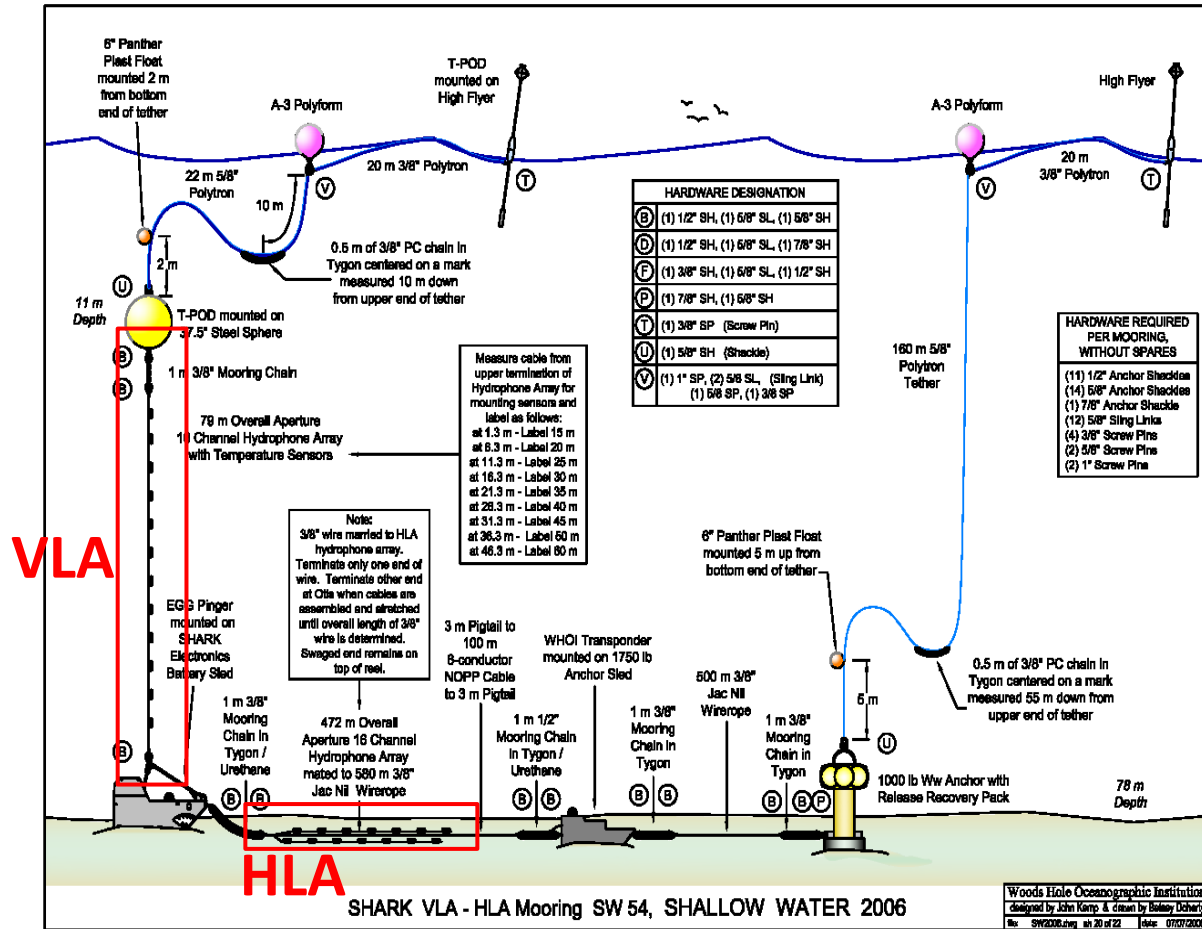 6" Panther
Plast Float
mounted 2 m
from bottom
end of tether
A-3 Polyform
T-POD
mounted on
High Flyer
A-3 Polyform
High Flyer
22 m 5/8"
Polytron
10 m
V
20 m 3/8" Polytron
T
V
20 m
3/8" Polytron
T
2 m
0.5 m of 3/8" PC chain in
Tygon centered on a mark
measured 10 m down
from upper end of tether
U
11 m
Depth
T-POD mounted on
37.5" Steel Sphere
B
1 m 3/8" Mooring Chain
B
79 m Overall Aperture
16 Channel Hydrophone Array
with Temperature Sensors
Measure cable from
upper termination of
Hydrophone Array for
mounting sensors and
label as follows:
at 1.3 m - Label 15 m
at 6.3 m - Label 20 m
at 11.3 m - Label 25 m
at 16.3 m - Label 30 m
at 21.3 m - Label 35 m
at 26.3 m - Label 40 m
at 31.3 m - Label 45 m
at 36.3 m - Label 50 m
at 46.3 m - Label 60 m
HARDWARE DESIGNATION
B (1) 1/2" SH, (1) 5/8" SL, (1) 5/8" SH
D (1) 1/2" SH, (1) 5/8" SL, (1) 7/8" SH
F (1) 3/8" SH, (1) 5/8" SL, (1) 1/2" SH
P (1) 7/8" SH, (1) 5/8" SH
T (1) 3/8" SP (Screw Pin)
U (1) 5/8" SH (Shackle)
V (1) 1" SP, (2) 5/8 SL, (Sling Link)
(1) 5/8 SP, (1) 3/8 SP
160 m 5/8"
Polytron
Tether
HARDWARE REQUIRED
PER MOORING,
WITHOUT SPARES
(11) 1/2" Anchor Shackles
(14) 5/8" Anchor Shackles
(1) 7/8" Anchor Shackle
(12) 5/8" Sling Links
(4) 3/8" Screw Pins
(2) 5/8" Screw Pins
(2) 1" Screw Pins
VLA
EGG Pinger
mounted on
SHARK
Electronics
Battery Sled
B
Note:
3/8" wire married to HLA
hydrophone array.
Terminate only one end of
wire. Terminate other end
at Otis when cables are
assembled and stretched
until overall length of 3/8"
wire is determined.
Swaged end remains on
top of reel.
1 m 3/8"
Mooring
Chain
in Tygon /
Urethane
B B
472 m Overall
Aperture 16 Channel
Hydrophone Array
mated to 580 m 3/8"
Jac Nil Wirerope
3 m Pigtail to
100 m
8-conductor
NOPP Cable
to 3 m Pigtail
1 m 1/2"
Mooring Chain
in Tygon /
Urethane
B B
WHOI Transponder
mounted on 1750 lb
Anchor Sled
1 m 3/8"
Mooring
Chain in
Tygon
B B
500 m 3/8"
Jac Nil
Wirerope
1 m 3/8"
Mooring
Chain in
Tygon
B B P
6" Panther Plast Float
mounted 5 m up from
bottom end of tether
5 m
0.5 m of 3/8" PC chain in
Tygon centered on a mark
measured 55 m down from
upper end of tether
U
1000 lb Ww Anchor with
Release Recovery Pack
78 m
Depth
HLA
SHARK VLA - HLA Mooring SW 54, SHALLOW WATER 2006
Woods Hole Oceanographic Institution
designed by John Kemp & drawn by Betsey Doherty
file: SW2006.dwg sh 20 of 22 date: 07/07/2006